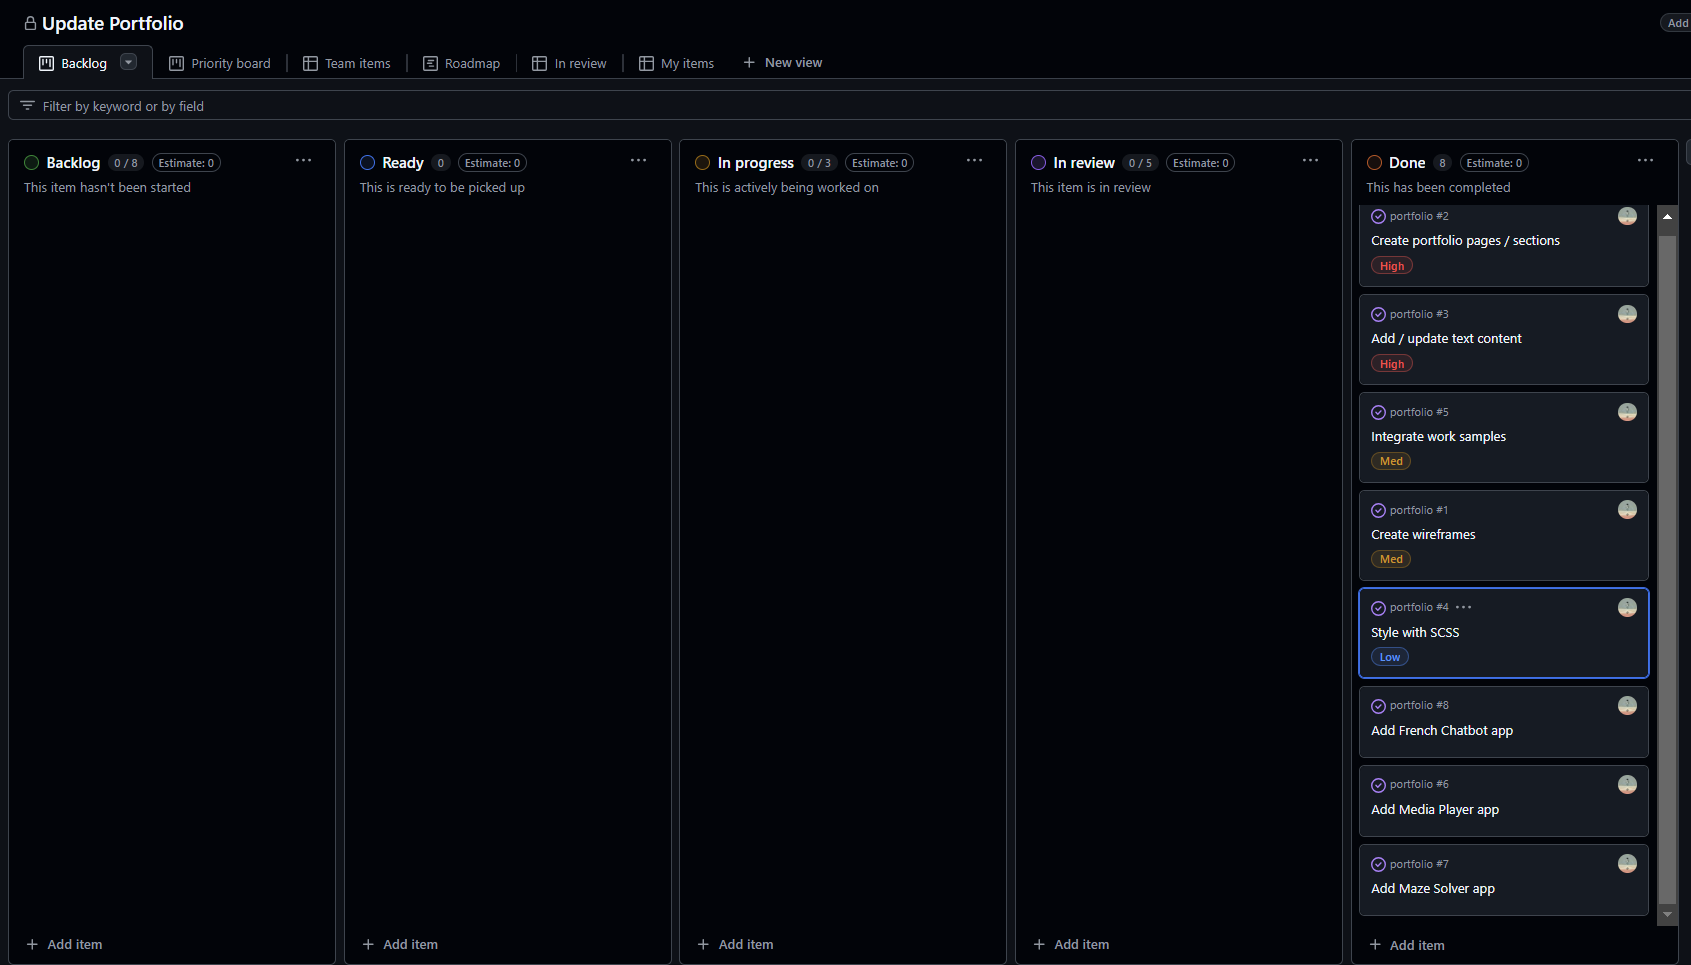 Update Portfolio
Add
Backlog
Priority board
Team items
Roadmap
In review
My items
New view
Filter by keyword or by field
Backlog 0 / 8 Estimate: 0
This item hasn't been started
Add item
Ready 0 Estimate: 0
This is ready to be picked up
Add item
In progress 0 / 3 Estimate: 0
This is actively being worked on
Add item
In review 0 / 5 Estimate: 0
This item is in review
Add item
Done 8 Estimate: 0
This has been completed
portfolio #2
Create portfolio pages / sections
High
portfolio #3
Add / update text content
High
portfolio #5
Integrate work samples
Med
portfolio #1
Create wireframes
Med
portfolio #4
Style with SCSS
Low
portfolio #8
Add French Chatbot app
portfolio #6
Add Media Player app
portfolio #7
Add Maze Solver app
Add item